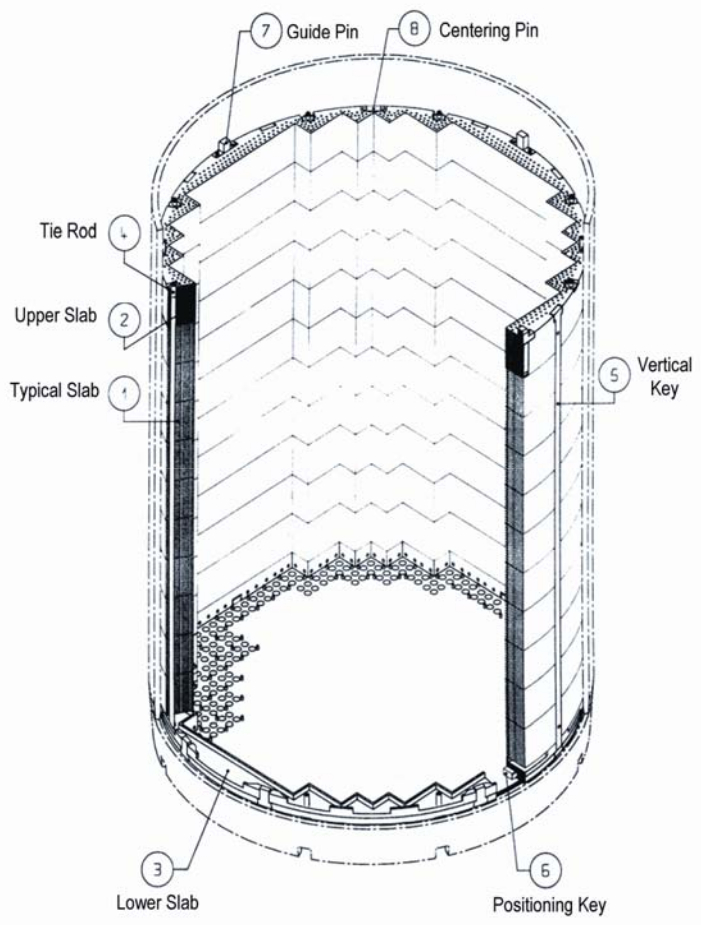 7 Guide Pin
8 Centering Pin
Tie Rod 4
Upper Slab 2
Typical Slab 1
5 Vertical
Key
3
Lower Slab
6
Positioning Key